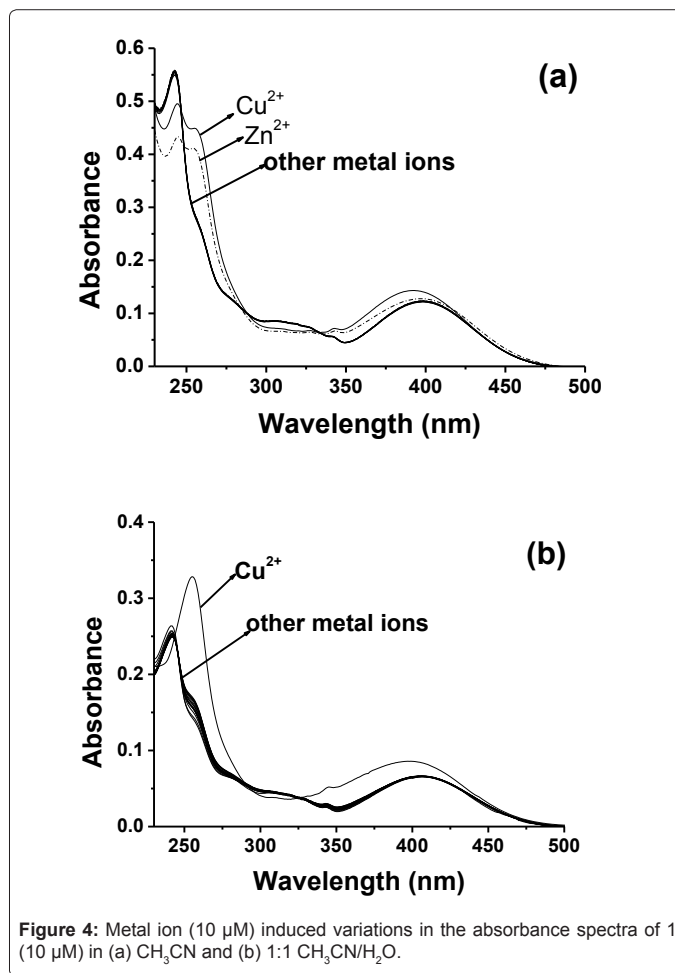 (a)
0.6
0.5
0.4
0.3
0.2
0.1
0.0
Absorbance
Cu²⁺
Zn²⁺
other metal ions
250 300 350 400 450 500
Wavelength (nm)
(b)
0.4
0.3
0.2
0.1
0.0
Absorbance
Cu²⁺
other metal ions
250 300 350 400 450 500
Wavelength (nm)
Figure 4: Metal ion (10 µM) induced variations in the absorbance spectra of 1
(10 µM) in (a) CH₃CN and (b) 1:1 CH₃CN/H₂O.